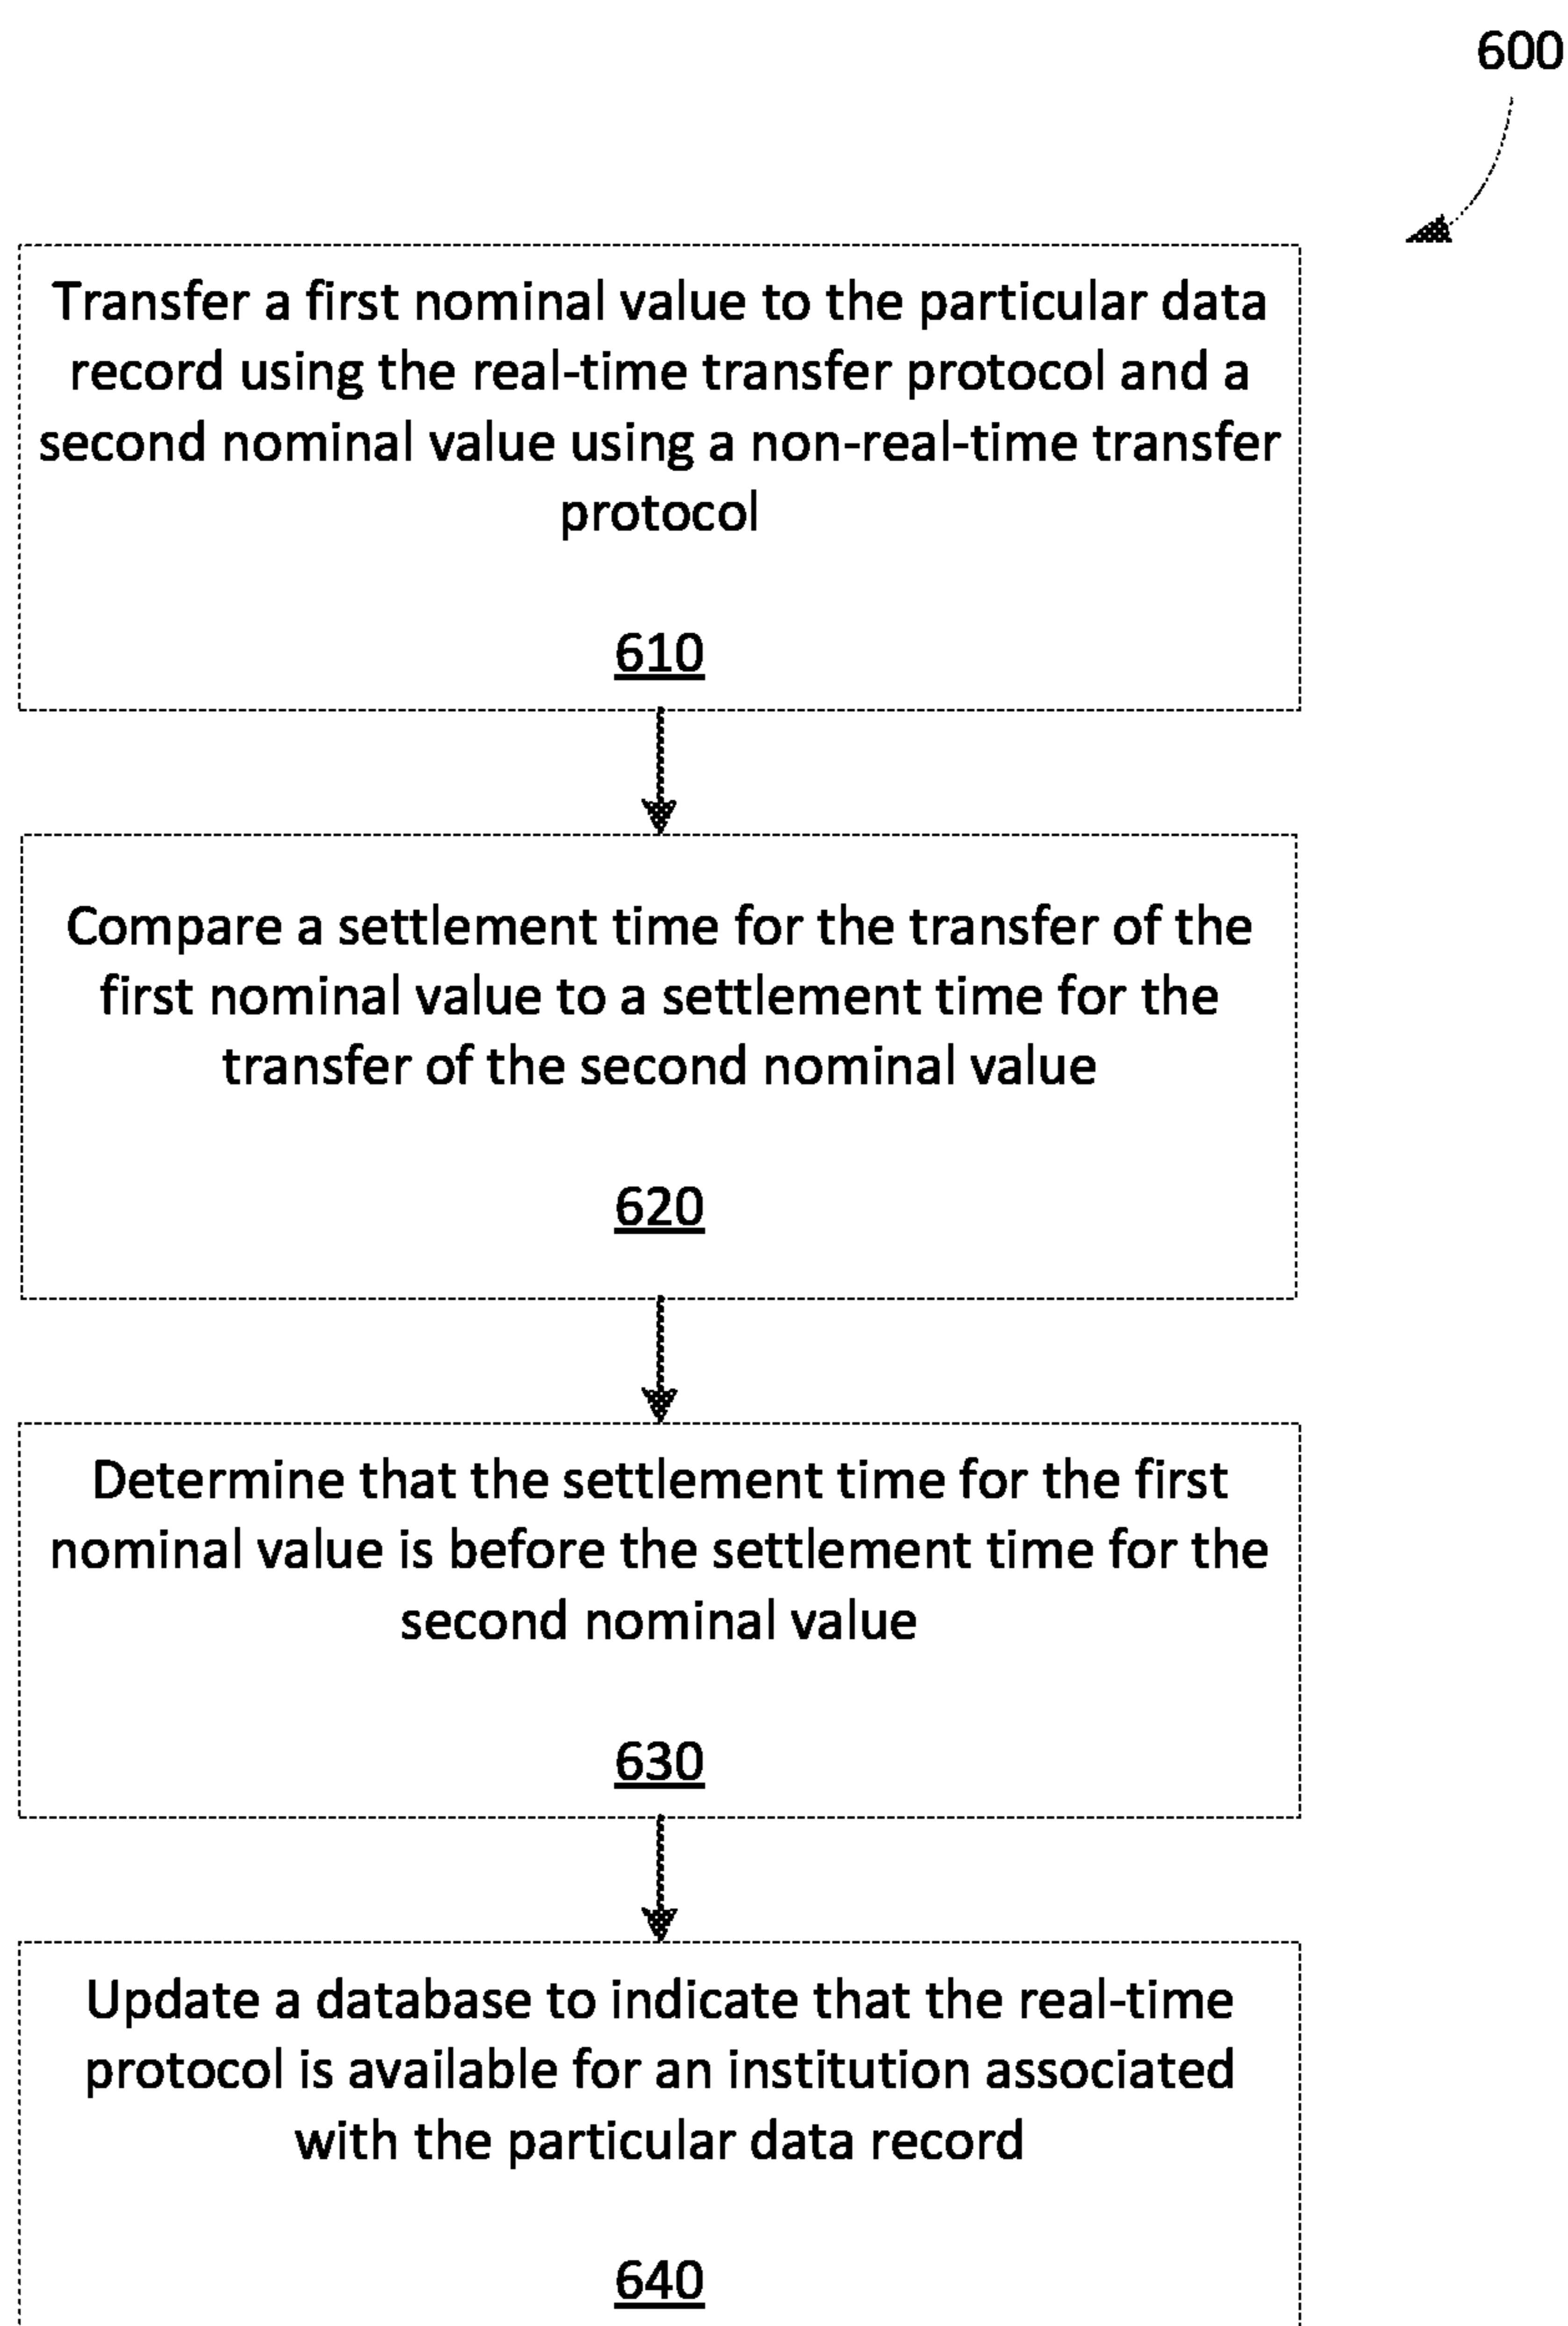 600
Transfer a first nominal value to the particular data
record using the real-time transfer protocol and a
second nominal value using a non-real-time transfer
protocol
610
Compare a settlement time for the transfer of the
first nominal value to a settlement time for the
transfer of the second nominal value
620
Determine that the settlement time for the first
nominal value is before the settlement time for the
second nominal value
630
Update a database to indicate that the real-time
protocol is available for an institution associated
with the particular data record
640